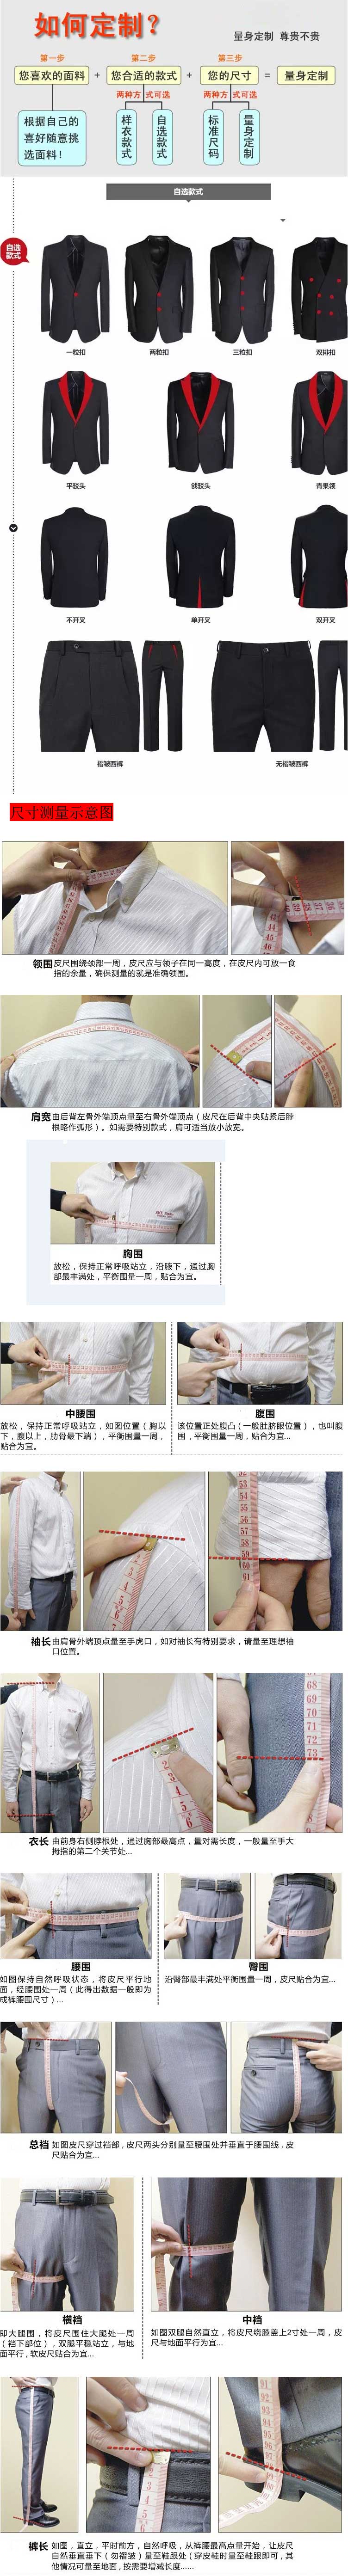 如何定制？
量身定制 尊贵不贵
第一步 第二步 第三步
您喜欢的面料 + 您合适的款式 + 您的尺寸 = 量身定制
两种方式可选 两种方式可选
根据自己的
喜好随意挑
选面料！
样衣款式
自选款式
标准尺码
量身定制
自选款式
自选
款式
一粒扣 两粒扣 三粒扣 双排扣
平驳头 戗驳头 青果领
不开叉 单开叉 双开叉
褶皱西裤 无褶皱西裤
尺寸测量示意图
领围 皮尺围绕颈部一周，皮尺应与领子在同一高度，在皮尺内可放一食
指的余量，确保测量的就是准确领围。
肩宽 由后背左骨外端顶点量至右骨外端顶点（皮尺在后背中央贴紧后脖
根略作弧形）。如需要特别款式，肩可适当放小放宽。
胸围
放松，保持正常呼吸站立，沿腋下，通过胸
部最丰满处，平衡围量一周，贴合为宜。
中腰围
放松，保持正常呼吸站立，如图位置（胸以
下，腹以上，肋骨最下端），平衡围量一周，
贴合为宜。
腹围
该位置正处腹凸（一般肚脐眼位置），也叫腹
围，平衡围量一周，贴合为宜...
袖长 由肩骨外端顶点量至手虎口，如对袖长有特别要求，请量至理想袖
口位置。
衣长 由前身右侧脖根处，通过胸部最高点，量对需长度，一般量至手大
拇指的第二个关节处...
腰围
如图保持自然呼吸状态，将皮尺平行地
面，经腰围处一周（此得出数据一般即为
成裤腰围尺寸）...
臀围
沿臀部最丰满处平衡围量一周，皮尺贴合为宜...
总裆 如图皮尺穿过裆部，皮尺两头分别量至腰围处并垂直于腰围线，皮
尺贴合为宜...
横裆
即大腿围，将皮尺围住大腿处一周
（裆下部位），双腿平稳站立，与地
面平行，软皮尺贴合为宜...
中裆
如图双腿自然直立，将皮尺绕膝盖上2寸处一周，皮
尺与地面平行为宜...
裤长 如图，直立，平时前方，自然呼吸，从裤腰最高点量开始，让皮尺
自然垂直垂下（勿褶皱）量至鞋跟处（穿皮鞋时量至鞋跟即可，其
他情况可量至地面，按需要增减长度......